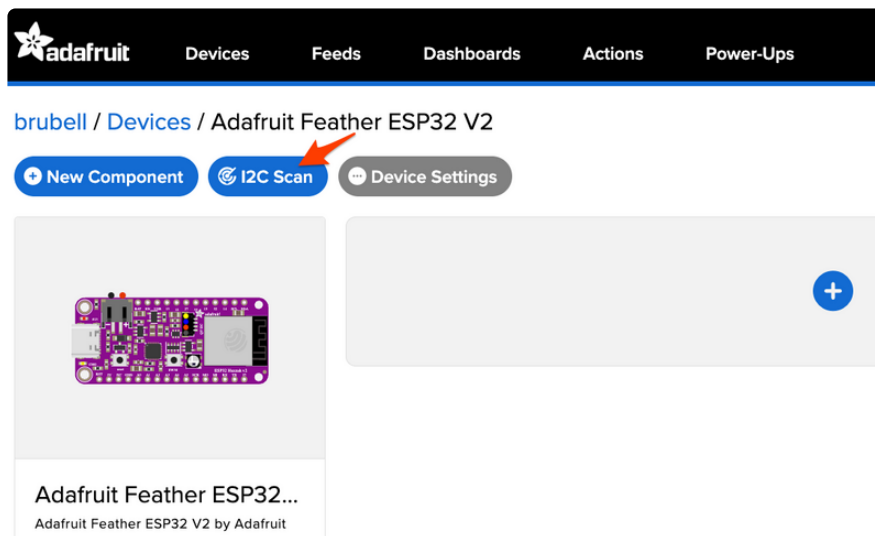 adafruit Devices Feeds Dashboards Actions Power-Ups
brubell / Devices / Adafruit Feather ESP32 V2
New Component I2C Scan Device Settings
Adafruit Feather ESP32...
Adafruit Feather ESP32 V2 by Adafruit